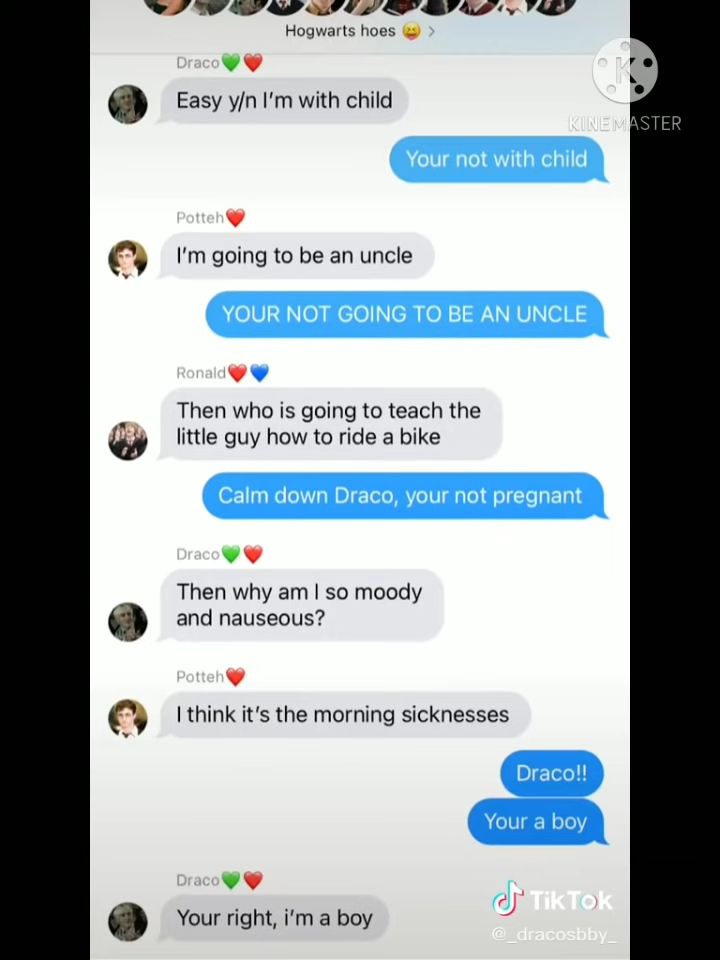 Hogwarts hoes 😆 >
Draco💚❤️
Easy y/n I'm with child
KINEMASTER
Your not with child
Potteh❤️
I'm going to be an uncle
YOUR NOT GOING TO BE AN UNCLE
Ronald❤️💙
Then who is going to teach the
little guy how to ride a bike
Calm down Draco, your not pregnant
Draco💚❤️
Then why am I so moody
and nauseous?
Potteh❤️
I think it's the morning sicknesses
Draco!!
Your a boy
Draco💚❤️
Your right, i'm a boy
TikTok
@_dracosbby_